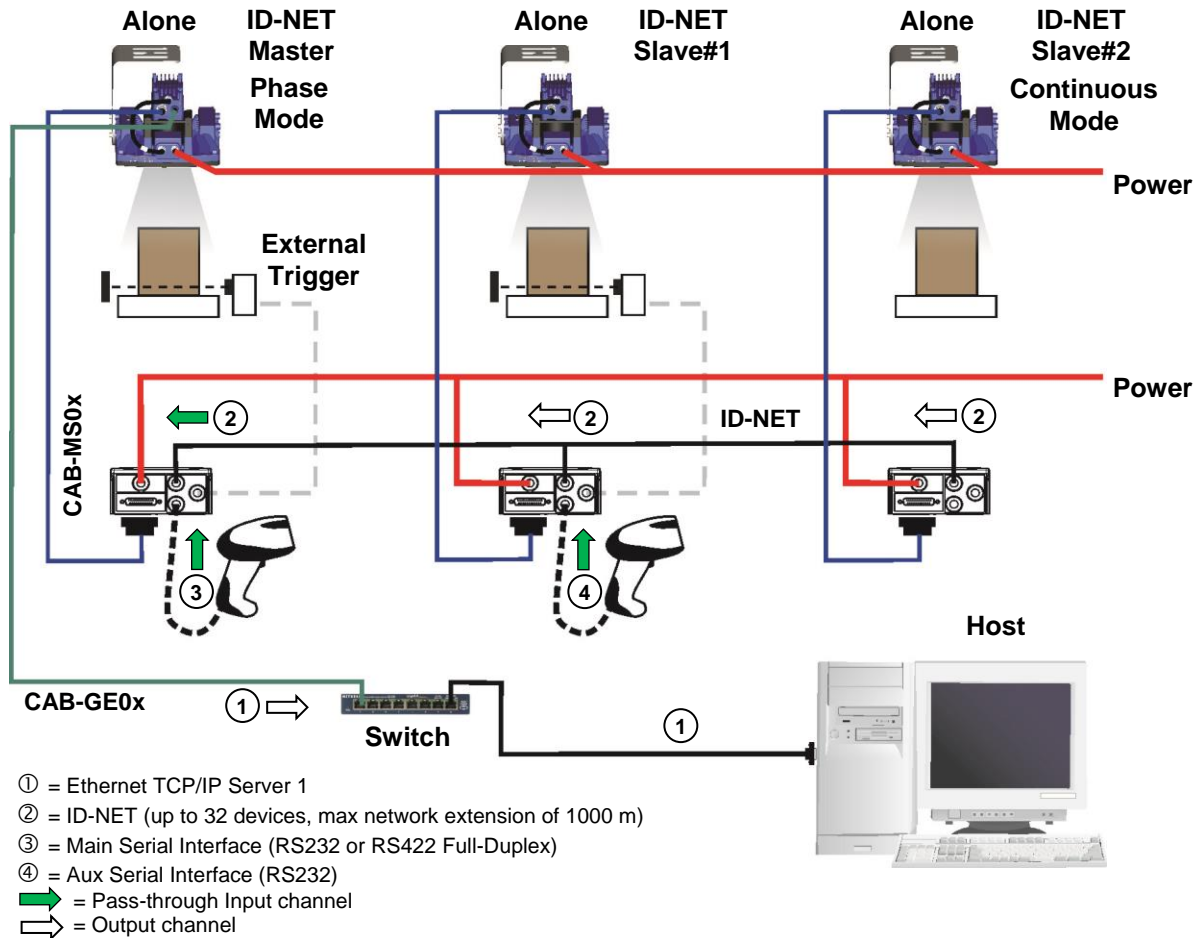 Alone
ID-NET
Master
Phase
Mode
Alone
ID-NET
Slave#1
Alone
ID-NET
Slave#2
Continuous
Mode
Power
External
Trigger
Power
CAB-MS0x
2
2
ID-NET
2
3
4
Host
CAB-GE0x
1
Switch
1
① = Ethernet TCP/IP Server 1
② = ID-NET (up to 32 devices, max network extension of 1000 m)
③ = Main Serial Interface (RS232 or RS422 Full-Duplex)
④ = Aux Serial Interface (RS232)
= Pass-through Input channel
= Output channel